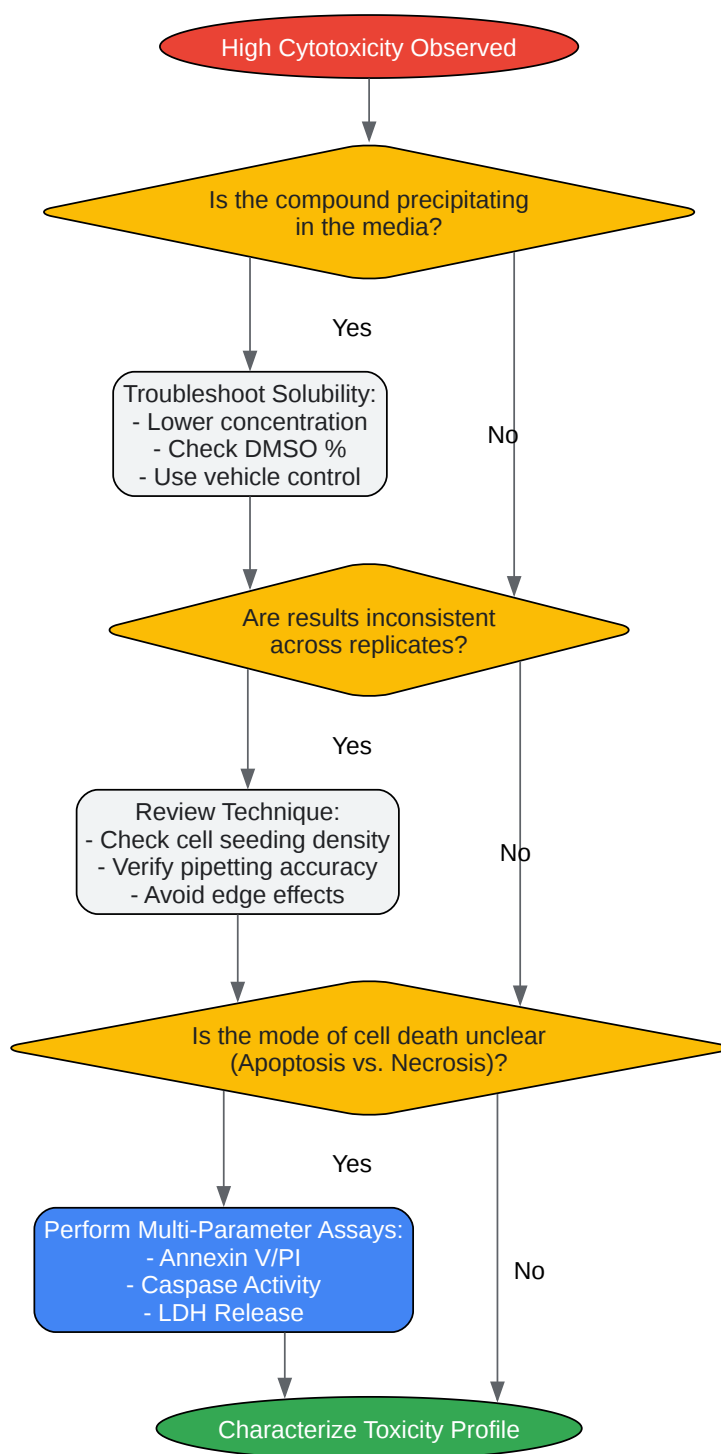 High Cytotoxicity Observed
Is the compound precipitating
in the media?
Yes
Troubleshoot Solubility:
- Lower concentration
- Check DMSO %
- Use vehicle control
No
Are results inconsistent
across replicates?
Yes
Review Technique:
- Check cell seeding density
- Verify pipetting accuracy
- Avoid edge effects
No
Is the mode of cell death unclear
(Apoptosis vs. Necrosis)?
Yes
Perform Multi-Parameter Assays:
- Annexin V/PI
- Caspase Activity
- LDH Release
No
Characterize Toxicity Profile